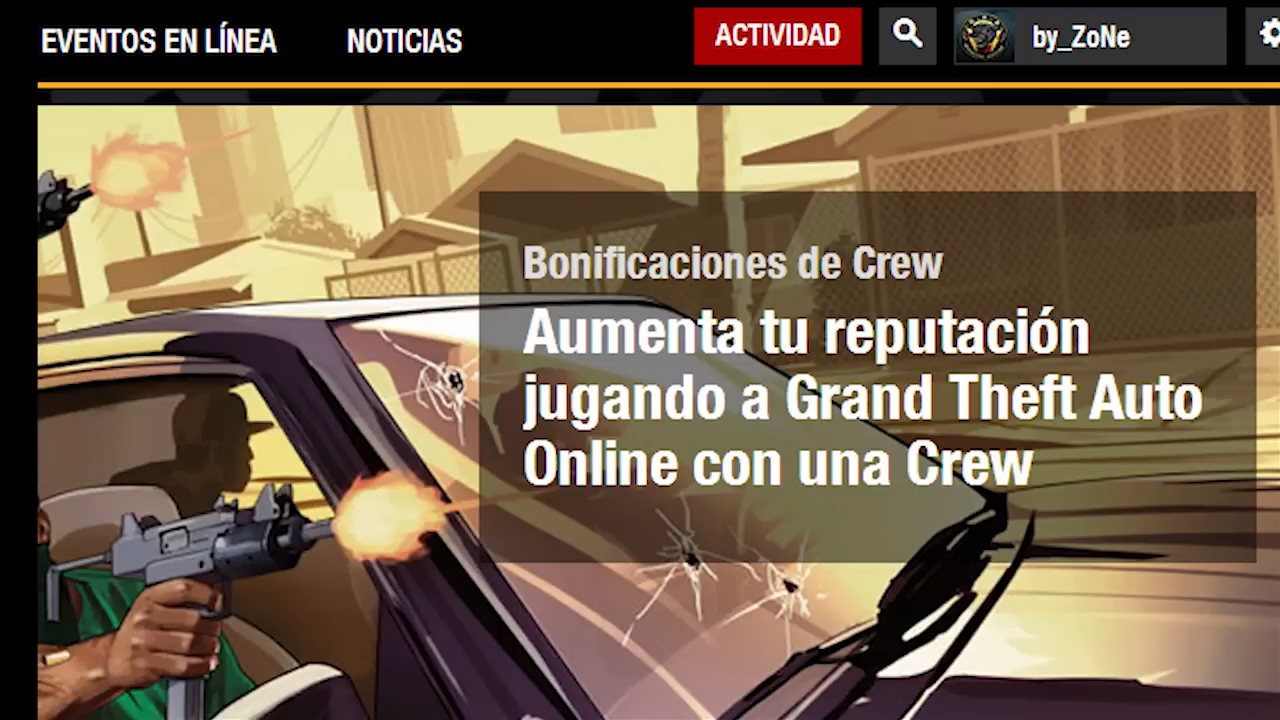 EVENTOS EN LÍNEA
NOTICIAS
ACTIVIDAD
by_ZoNe
Bonificaciones de Crew
Aumenta tu reputación
jugando a Grand Theft Auto
Online con una Crew